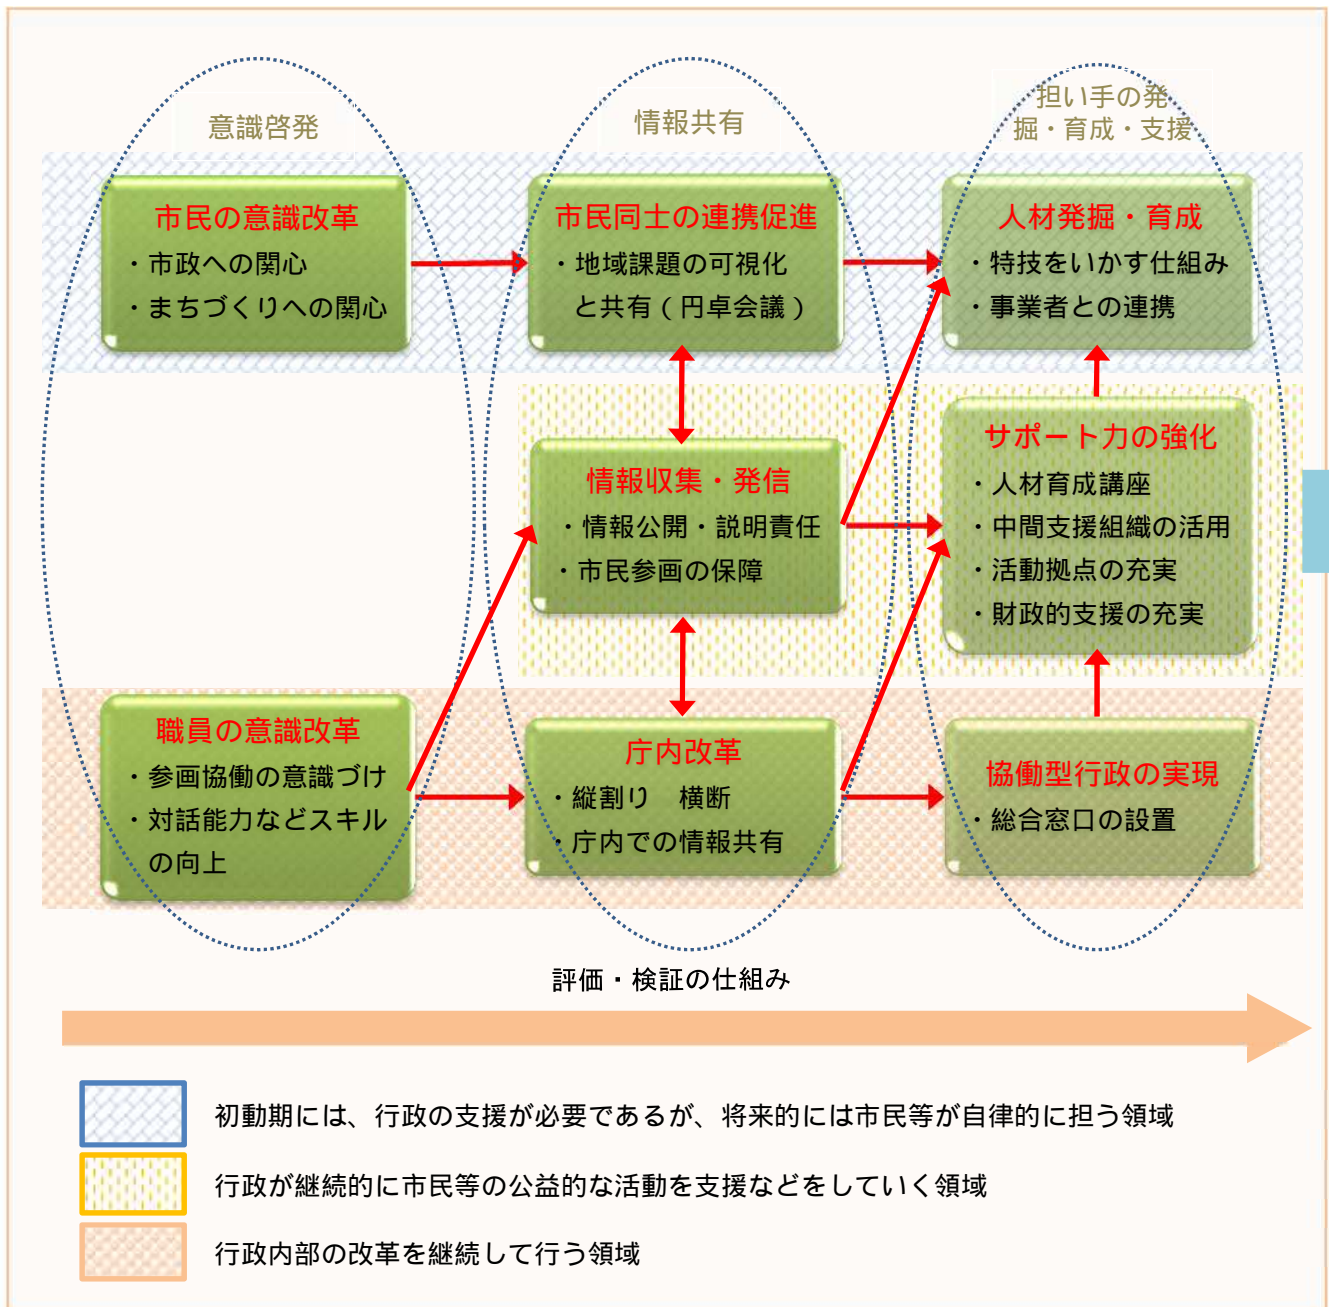 意識啓発
情報共有
担い手の発
掘・育成・支援
市民の意識改革
・市政への関心
・まちづくりへの関心
市民同士の連携促進
・地域課題の可視化
と共有（円卓会議）
人材発掘・育成
・特技をいかす仕組み
・事業者との連携
情報収集・発信
・情報公開・説明責任
・市民参画の保障
サポート力の強化
・人材育成講座
・中間支援組織の活用
・活動拠点の充実
・財政的支援の充実
職員の意識改革
・参画協働の意識づけ
・対話能力などスキル
の向上
庁内改革
・縦割り　横断
・庁内での情報共有
協働型行政の実現
・総合窓口の設置
評価・検証の仕組み
初動期には、行政の支援が必要であるが、将来的には市民等が自律的に担う領域
行政が継続的に市民等の公益的な活動を支援などをしていく領域
行政内部の改革を継続して行う領域